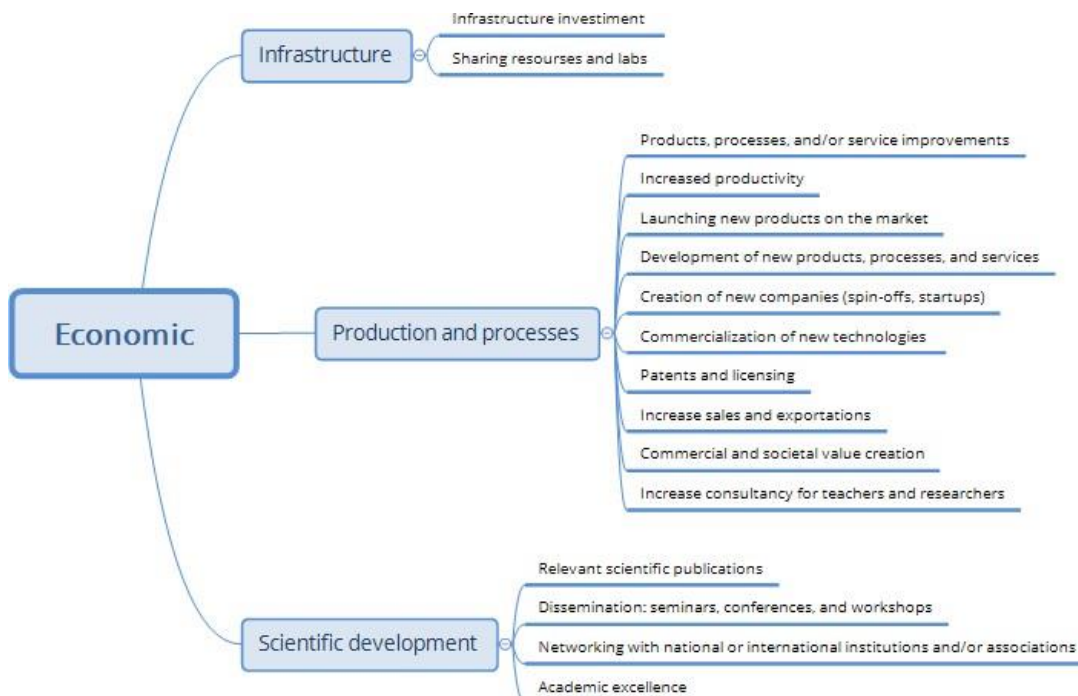 Infrastructure investiment
Infrastructure
Sharing resourses and labs
Products, processes, and/or service improvements
Increased productivity
Launching new products on the market
Development of new products, processes, and services
Creation of new companies (spin-offs, startups)
Economic
Production and processes
Commercialization of new technologies
Patents and licensing
Increase sales and exportations
Commercial and societal value creation
Increase consultancy for teachers and researchers
Relevant scientific publications
Dissemination: seminars, conferences, and workshops
Scientific development
Networking with national or international institutions and/or associations
Academic excellence